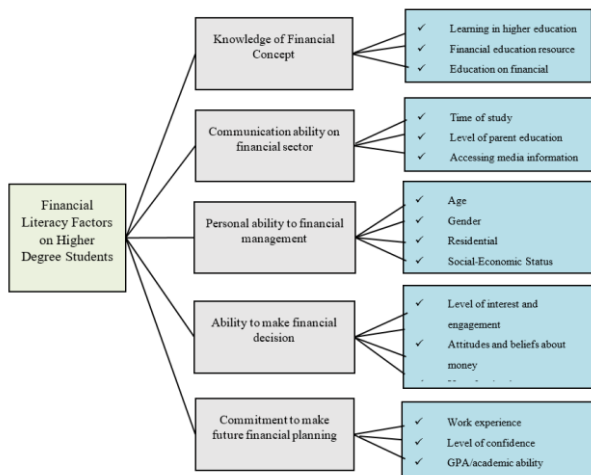 Financial
Literacy Factors
on Higher
Degree Students
Knowledge of Financial
Concept
✓ Learning in higher education
✓ Financial education resource
✓ Education on financial
Communication ability on
financial sector
✓ Time of study
✓ Level of parent education
✓ Accessing media information
Personal ability to financial
management
✓ Age
✓ Gender
✓ Residential
✓ Social-Economic Status
Ability to make financial
decision
✓ Level of interest and
engagement
✓ Attitudes and beliefs about
money
Commitment to make
future financial planning
✓ Work experience
✓ Level of confidence
✓ GPA/academic ability